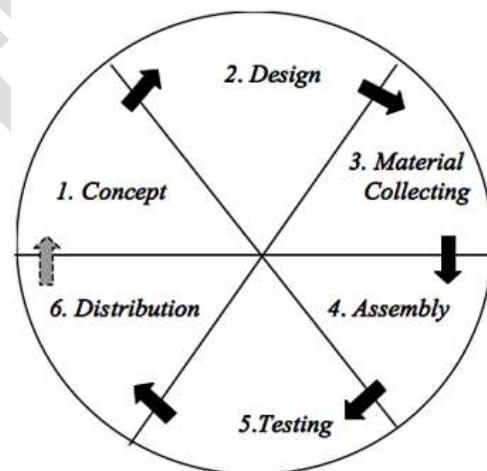 1. Concept
2. Design
3. Material
Collecting
4. Assembly
5.Testing
6. Distribution